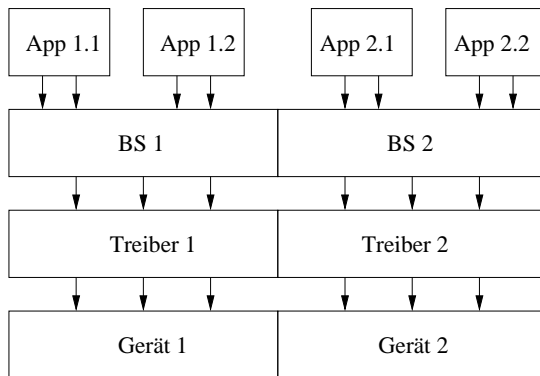 App 1.1 App 1.2 App 2.1 App 2.2
BS 1 BS 2
Treiber 1 Treiber 2
Gerät 1 Gerät 2